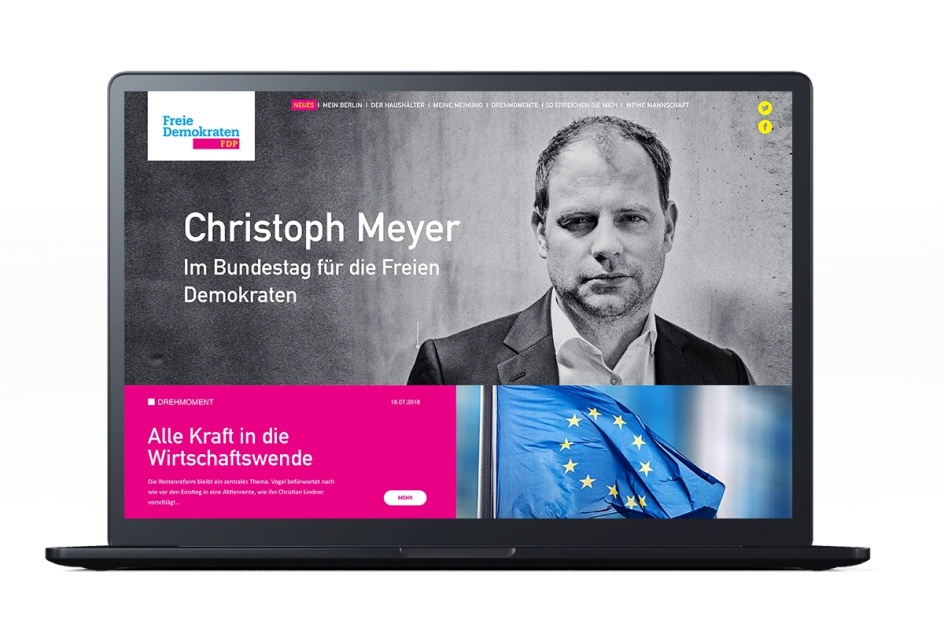 Freie
Demokraten
FDP
NEUES I MEIN BERLIN I DER HAUSHÄLTER I MEINE MEINUNG I DREHMOMENTE I SO ERREICHEN SIE MICH I MEINE MANNSCHAFT
Christoph Meyer
Im Bundestag für die Freien
Demokraten
DREHMOMENT 18.07.2018
Alle Kraft in die
Wirtschaftswende
Die Rentenreform bleibt ein zentrales Thema. Vogel befürwortet nach
wie vor den Einstieg in eine Aktienrente, wie ihn Christian Lindner
vorschlägt...
MEHR